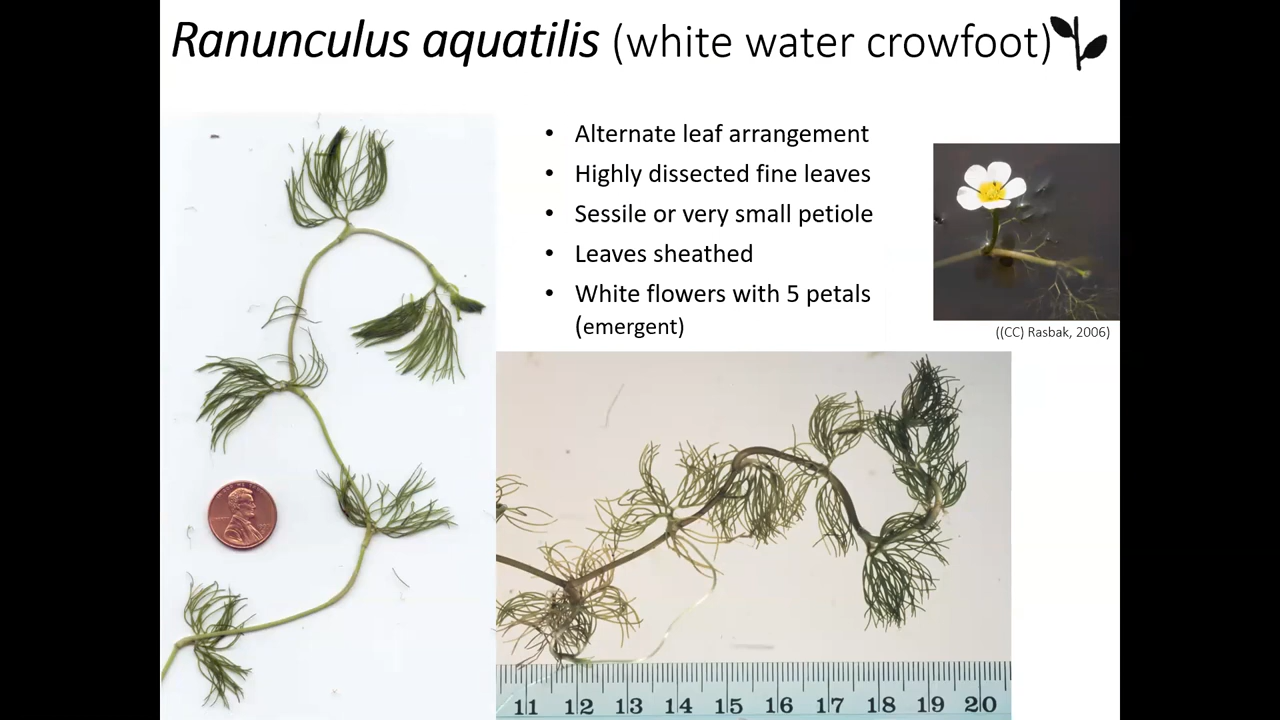 Ranunculus aquatilis (white water crowfoot)
• Alternate leaf arrangement
• Highly dissected fine leaves
• Sessile or very small petiole
• Leaves sheathed
• White flowers with 5 petals
(emergent)
((CC) Rasbak, 2006)
11 12 13 14 15 16 17 18 19 20